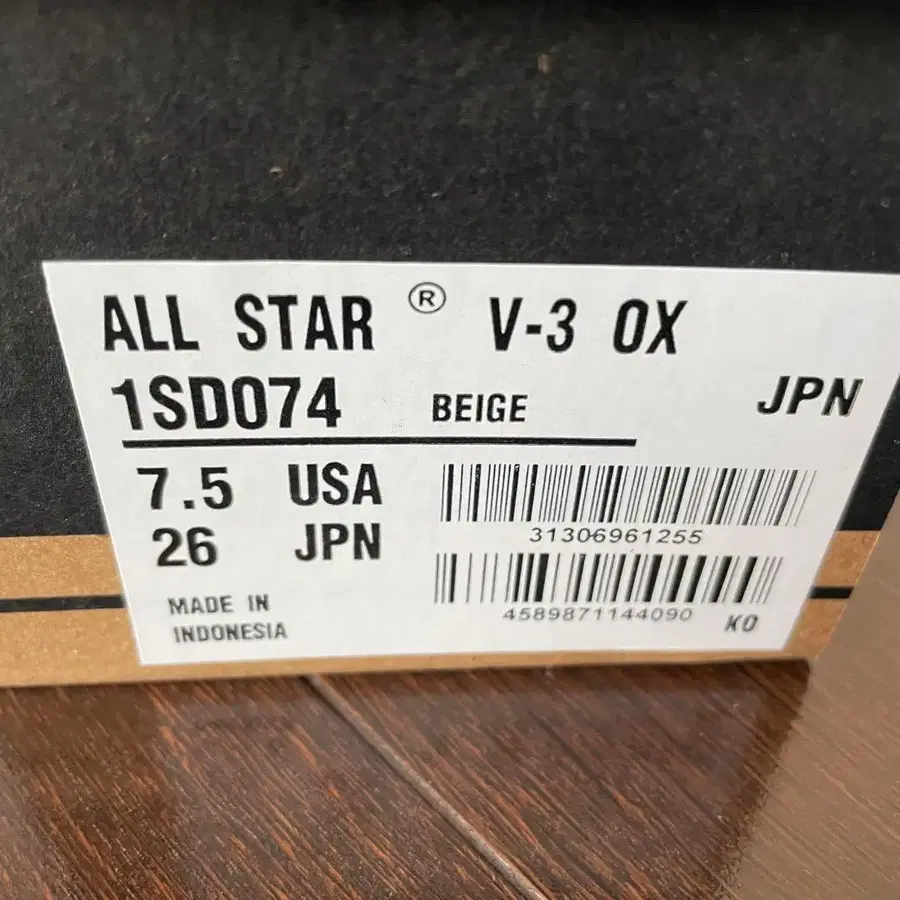 ALL STAR ® V-3 OX
1SD074 BEIGE JPN
7.5 USA
26 JPN
31306961255
4589871144090 KO
MADE IN
INDONESIA